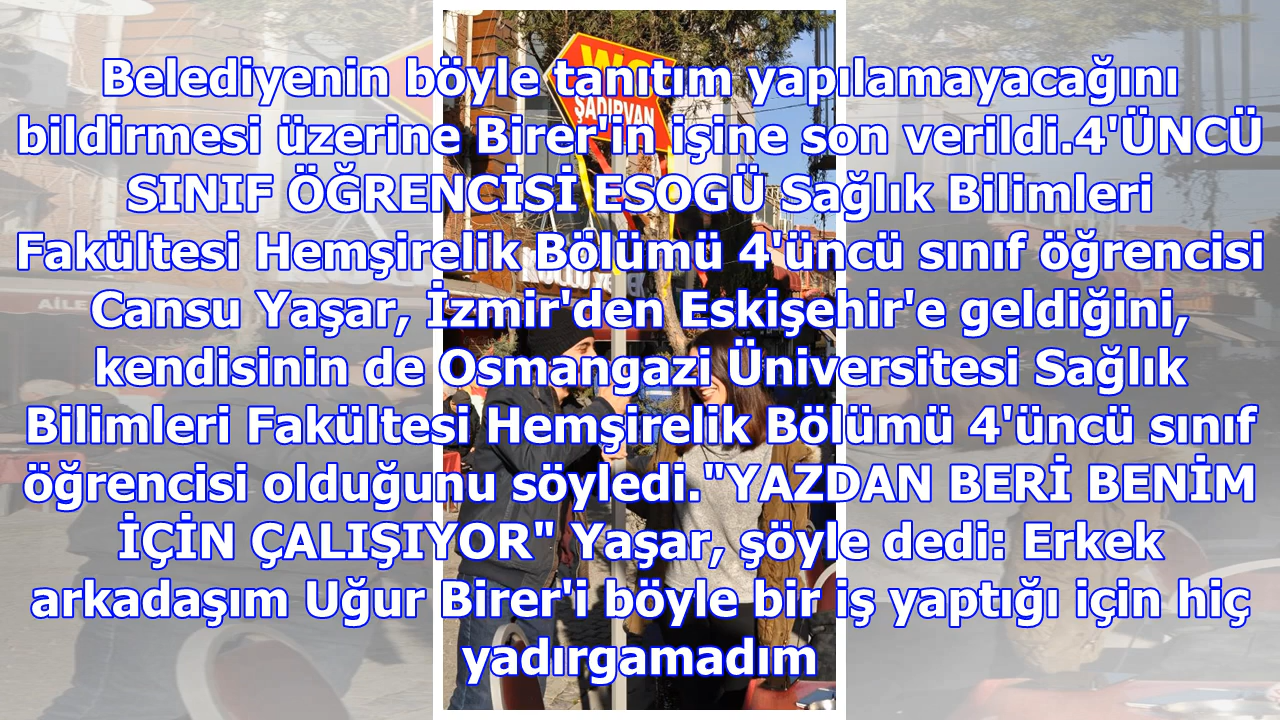 Belediyenin böyle tanıtım yapılamayacağını
bildirmesi üzerine Birer'in işine son verildi.4'ÜNCÜ
SINIF ÖĞRENCİSİ ESOGÜ Sağlık Bilimleri
Fakültesi Hemşirelik Bölümü 4'üncü sınıf öğrencisi
Cansu Yaşar, İzmir'den Eskişehir'e geldiğini,
kendisinin de Osmangazi Üniversitesi Sağlık
Bilimleri Fakültesi Hemşirelik Bölümü 4'üncü sınıf
öğrencisi olduğunu söyledi."YAZDAN BERİ BENİM
İÇİN ÇALIŞIYOR" Yaşar, şöyle dedi: Erkek
arkadaşım Uğur Birer'i böyle bir iş yaptığı için hiç
yadırgamadım
ŞADIRVAN
AİLE